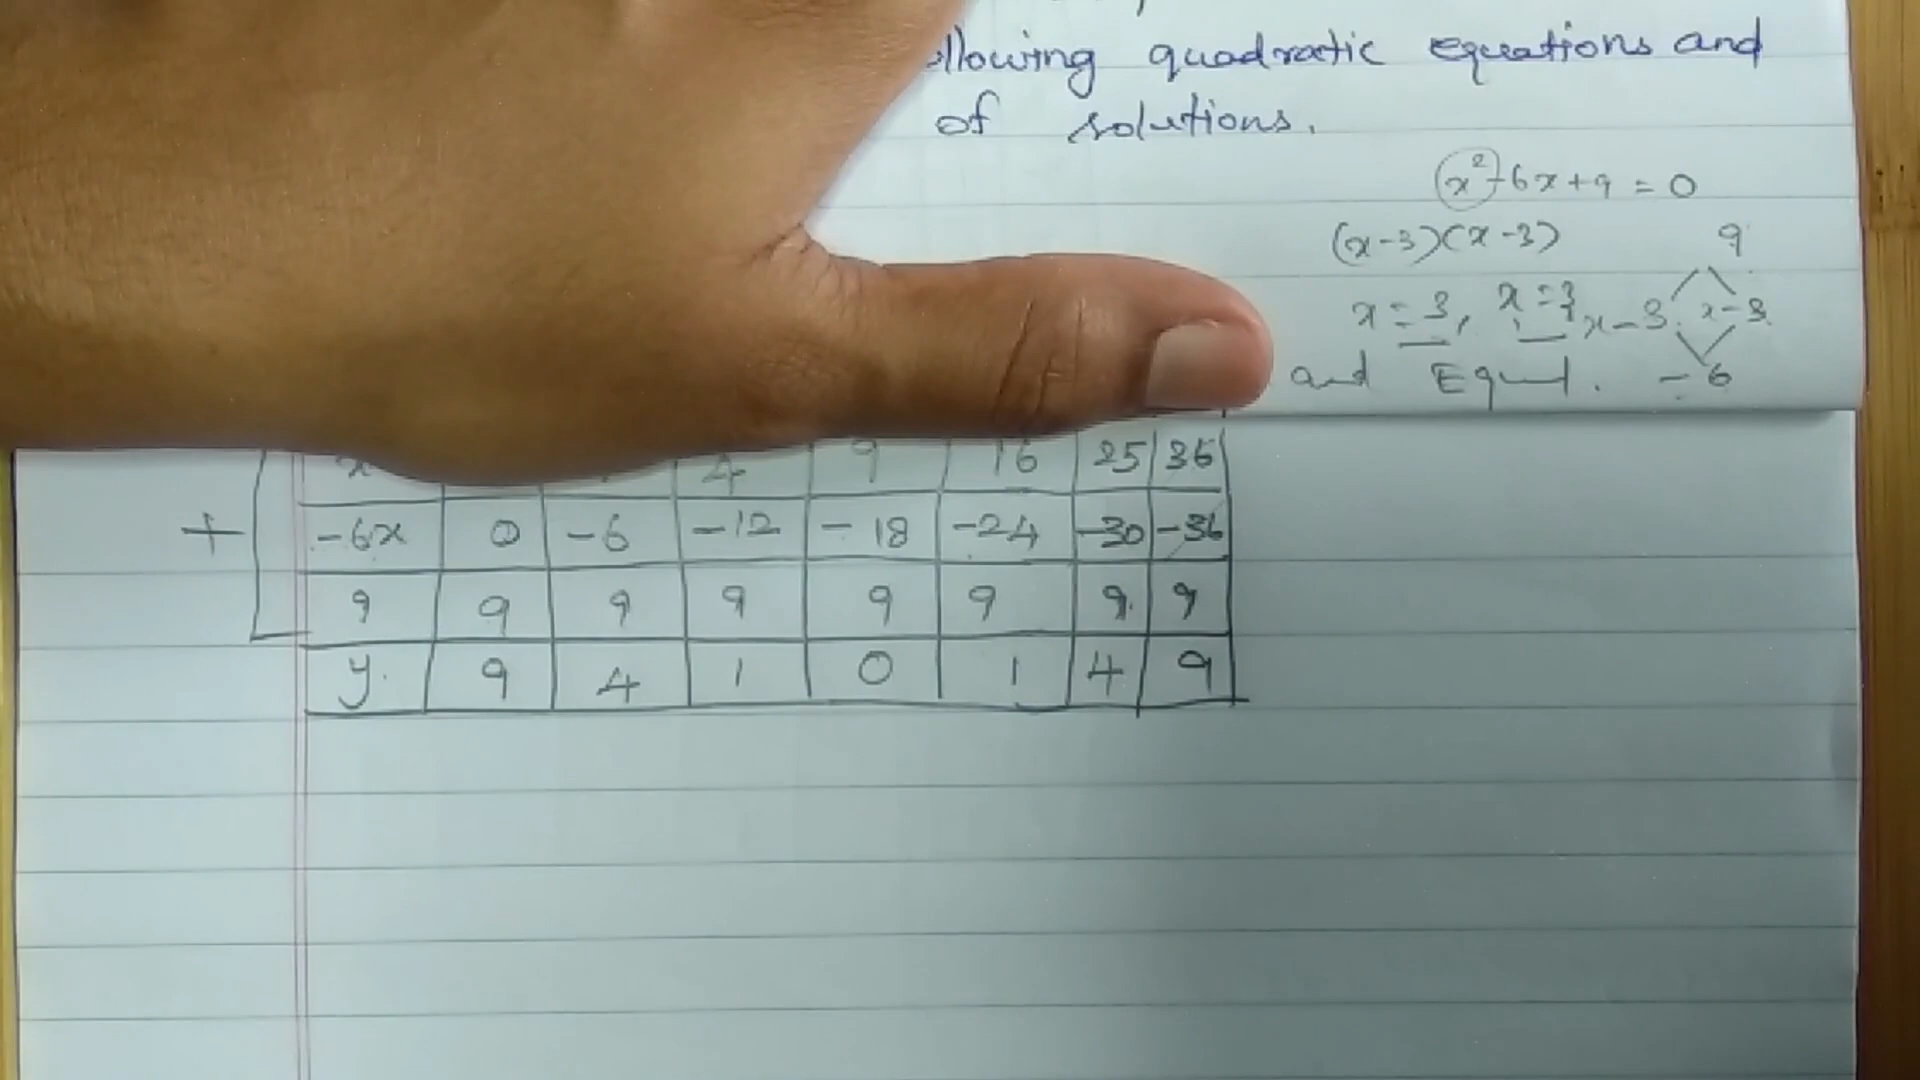 llowing quadratic equations and
of solutions.
x²-6x+9 = 0
(x-3)(x-3) 9
x=3, x=3 x-3 x-3
and Equal. -6
x 4 9 16 25 36
+ -6x 0 -6 -12 -18 -24 -30 -36
9 9 9 9 9 9 9 9
y 9 4 1 0 1 4 9